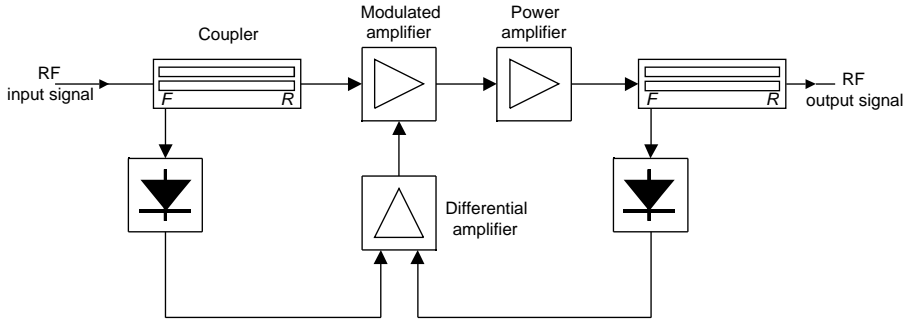 Coupler
Modulated
amplifier
Power
amplifier
RF
input signal
F
R
F
R
RF
output signal
Differential
amplifier